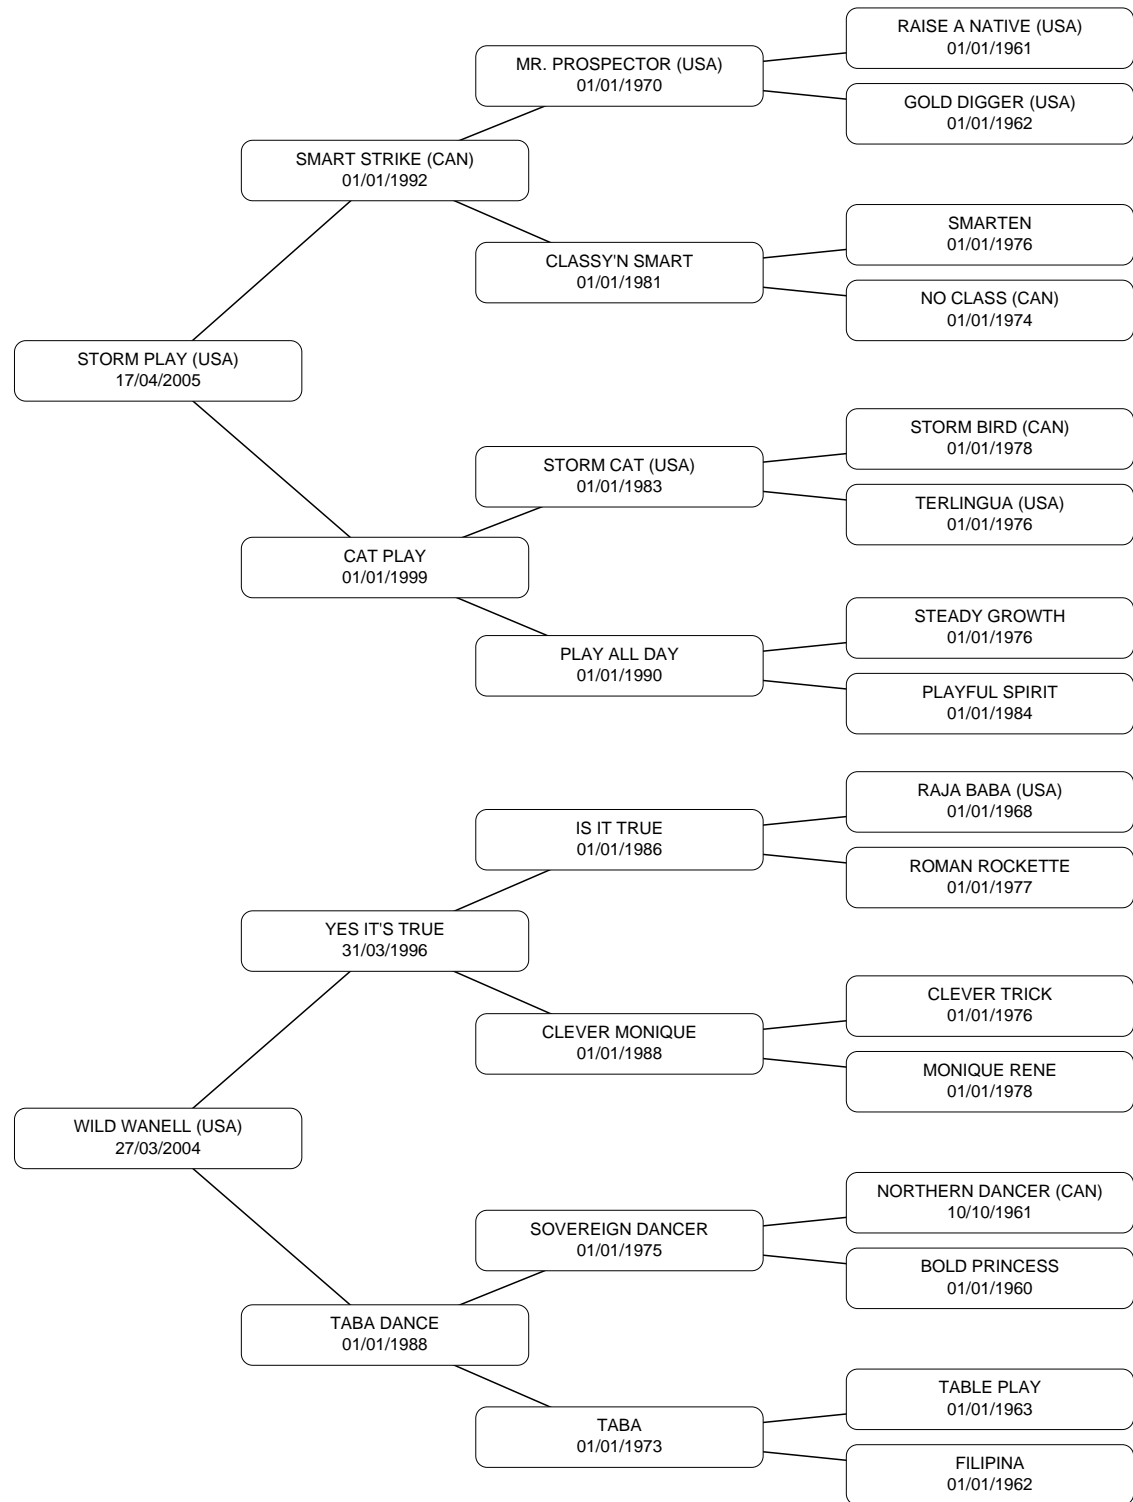 RAISE A NATIVE (USA)
01/01/1961
MR. PROSPECTOR (USA)
01/01/1970
GOLD DIGGER (USA)
01/01/1962
SMART STRIKE (CAN)
01/01/1992
SMARTEN
01/01/1976
CLASSY'N SMART
01/01/1981
NO CLASS (CAN)
01/01/1974
STORM PLAY (USA)
17/04/2005
STORM BIRD (CAN)
01/01/1978
STORM CAT (USA)
01/01/1983
TERLINGUA (USA)
01/01/1976
CAT PLAY
01/01/1999
STEADY GROWTH
01/01/1976
PLAY ALL DAY
01/01/1990
PLAYFUL SPIRIT
01/01/1984
RAJA BABA (USA)
01/01/1968
IS IT TRUE
01/01/1986
ROMAN ROCKETTE
01/01/1977
YES IT'S TRUE
31/03/1996
CLEVER TRICK
01/01/1976
CLEVER MONIQUE
01/01/1988
MONIQUE RENE
01/01/1978
WILD WANELL (USA)
27/03/2004
NORTHERN DANCER (CAN)
10/10/1961
SOVEREIGN DANCER
01/01/1975
BOLD PRINCESS
01/01/1960
TABA DANCE
01/01/1988
TABLE PLAY
01/01/1963
TABA
01/01/1973
FILIPINA
01/01/1962